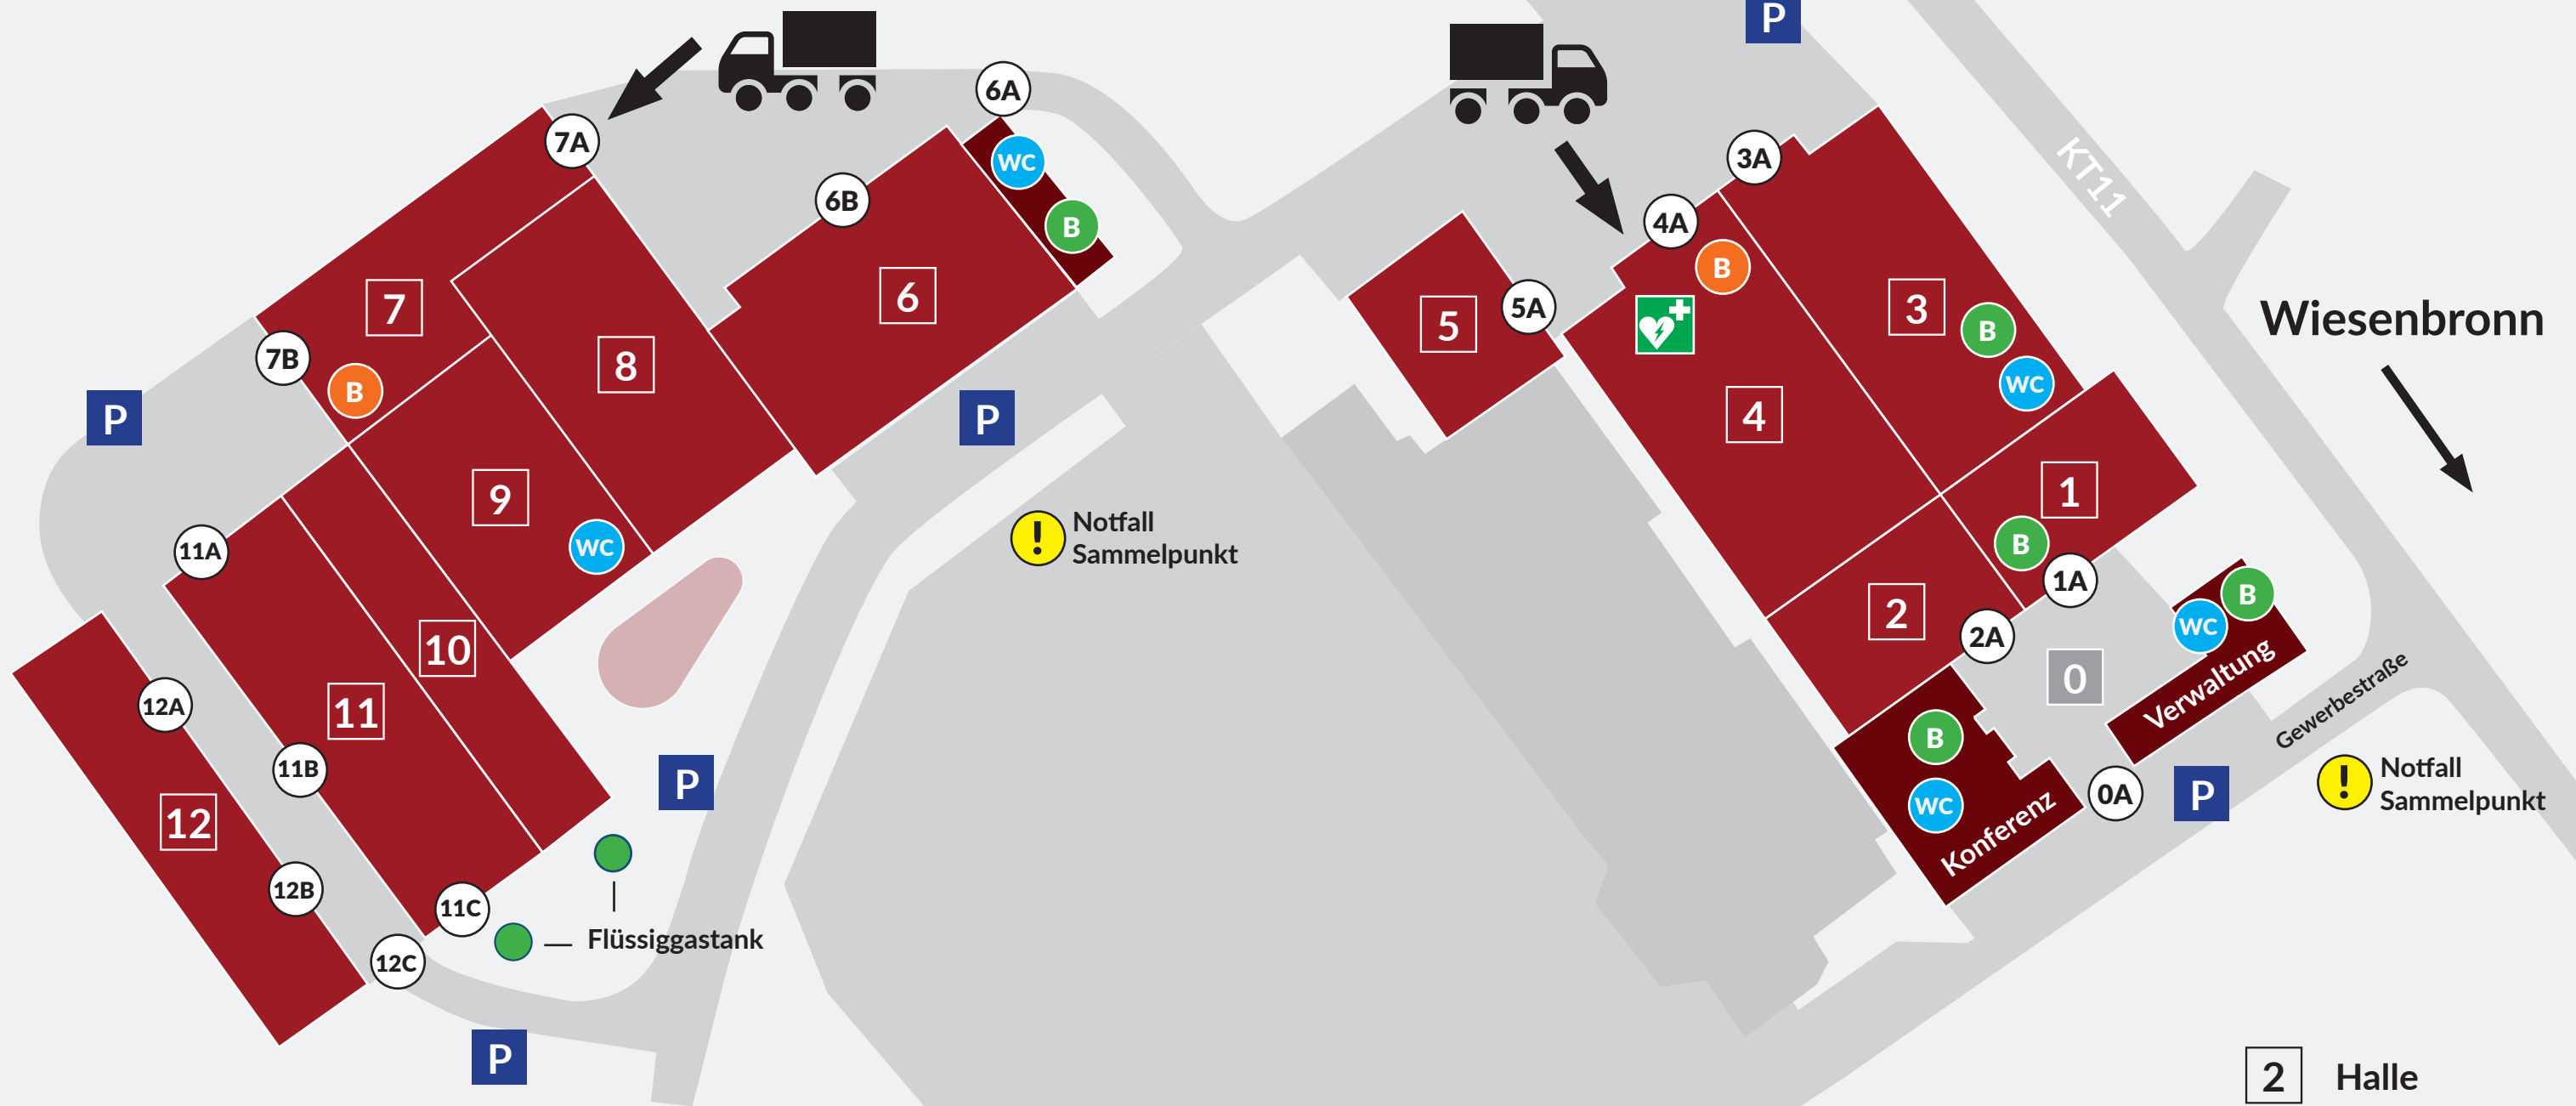 P
6A
7A
WC
3A
6B
4A
B
KT11
B
7
6
5
5A
3
B
Wiesenbronn
7B
8
B
WC
P
P
4
9
1
Notfall
Sammelpunkt
11A
WC
B
1A
B
2
WC
2A
10
0
Verwaltung
12A
11
Gewerbestraße
B
11B
P
Notfall
Sammelpunkt
0A
P
12
WC
Konferenz
12B
11C
Flüssiggastank
12C
P
2 Halle